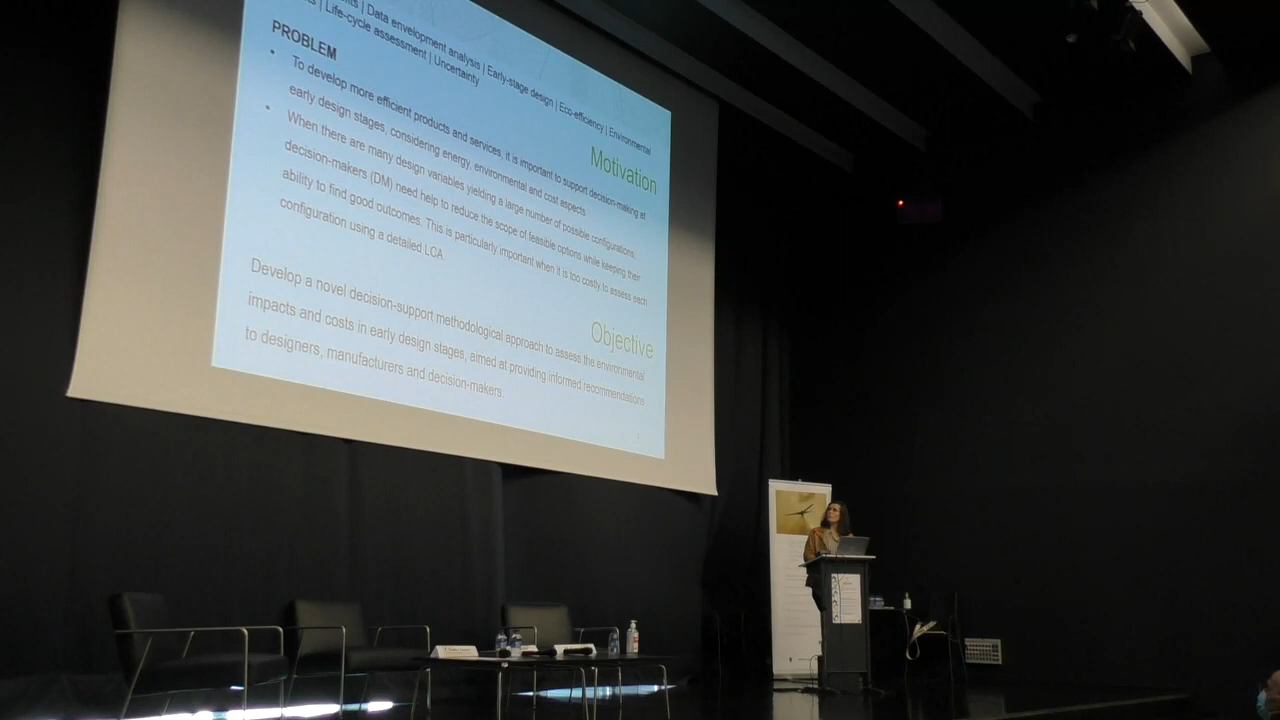 | Data envelopment analysis | Early-stage design | Eco-efficiency | Environmental
| Life-cycle assessment | Uncertainty
PROBLEM
Motivation
• To develop more efficient products and services, it is important to support decision-making at
early design stages, considering energy, environmental and cost aspects
• When there are many design variables yielding a large number of possible configurations,
decision-makers (DM) need help to reduce the scope of feasible options while keeping their
ability to find good outcomes. This is particularly important when it is too costly to assess each
configuration using a detailed LCA.
Objective
Develop a novel decision-support methodological approach to assess the environmental
impacts and costs in early design stages, aimed at providing informed recommendations
to designers, manufacturers and decision-makers.